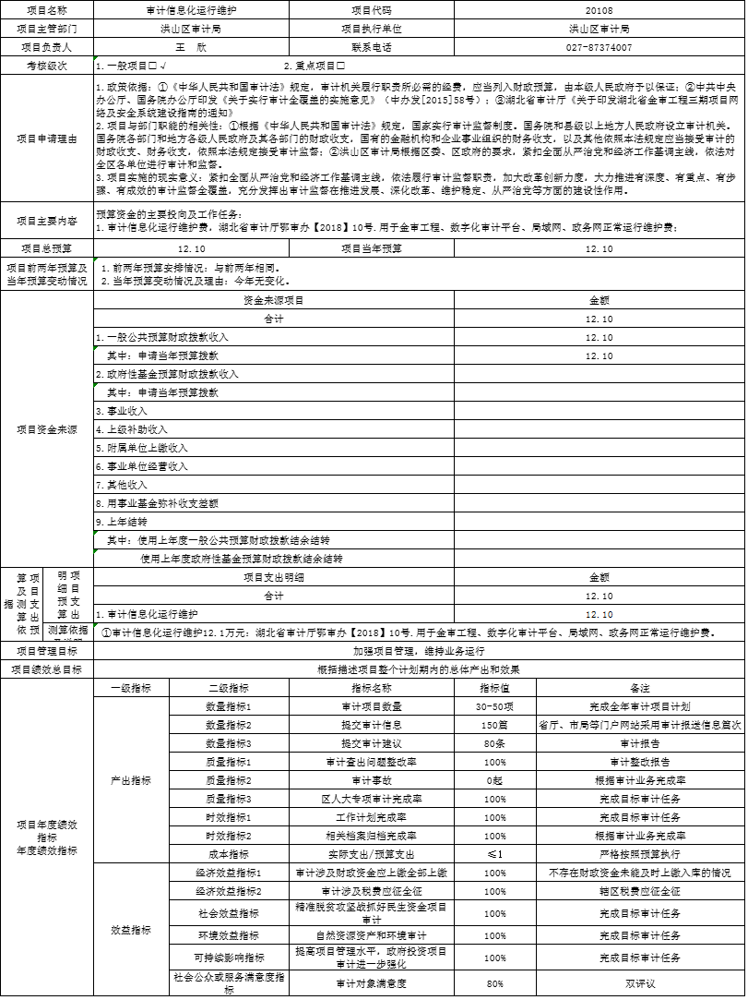 项目名称 审计信息化运行维护 项目代码 20108
项目主管部门 洪山区审计局 项目执行单位 洪山区审计局
项目负责人 王 欣 联系电话 027-87374007
考核级次 1.一般项目□√ 2.重点项目□
项目申请理由
1.政策依据：①《中华人民共和国审计法》规定，审计机关履行职责所必需的经费，应当列入财政预算，由本级人民政府予以保证；②中共中央
办公厅、国务院办公厅印发《关于实行审计全覆盖的实施意见》（中办发[2015]58号）；③湖北省审计厅《关于印发湖北省金审工程三期项目网
络及安全系统建设指南的通知》
2.项目与部门职能的相关性：①根据《中华人民共和国审计法》规定，国家实行审计监督制度。国务院和县级以上地方人民政府设立审计机关。
国务院各部门和地方各级人民政府及其各部门的财政收支，国有的金融机构和企业事业组织的财务收支，以及其他依照本法规定应当接受审计的
财政收支、财务收支，依照本法规定接受审计监督；②洪山区审计局根据区委、区政府的要求，紧扣全面从严治党和经济工作基调主线，依法对
全区各单位进行审计和监督。
3.项目实施的现实意义：紧扣全面从严治党和经济工作基调主线，依法履行审计监督职责，加大改革创新力度，大力推进有深度、有重点、有步
骤、有成效的审计监督全覆盖，充分发挥出审计监督在推进发展、深化改革、维护稳定、从严治党等方面的建设性作用。
项目主要内容
预算资金的主要投向及工作任务：
1.审计信息化运行维护费，湖北省审计厅鄂审办【2018】10号.用于金审工程、数字化审计平台、局域网、政务网正常运行维护费；
项目总预算 12.10 项目当年预算 12.10
项目前两年预算及
当年预算变动情况
1.前两年预算安排情况：与前两年相同。
2.当年预算变动情况及理由：今年无变化。
项目资金来源
资金来源项目 金额
合计 12.10
1.一般公共预算财政拨款收入 12.10
其中：申请当年预算拨款 12.10
2.政府性基金预算财政拨款收入
其中：申请当年预算拨款
3.事业收入
4.上级补助收入
5.附属单位上缴收入
6.事业单位经营收入
7.其他收入
8.用事业基金弥补收支差额
9.上年结转
其中：使用上年度一般公共预算财政拨款结余结转
使用上年度政府性基金预算财政拨款结余结转
算 项
及 目
据 测 支
算 出
依 预
明 项
细 目
预 支
算 出
项目支出明细 金额
合计 12.10
1.审计信息化运行维护 12.10
测算依据
①审计信息化运行维护12.1万元：湖北省审计厅鄂审办【2018】10号.用于金审工程、数字化审计平台、局域网、政务网正常运行维护费。
项目管理目标 加强项目管理，维持业务运行
项目绩效总目标 概括描述项目整个计划期内的总体产出和效果
项目年度绩效
指标
年度绩效指标
一级指标 二级指标 指标名称 指标值 备注
产出指标
数量指标1 审计项目数量 30-50项 完成全年审计项目计划
数量指标2 提交审计信息 150篇 省厅、市局等门户网站采用审计报送信息篇次
数量指标3 提交审计建议 80条 审计报告
质量指标1 审计查出问题整改率 100% 审计整改报告
质量指标2 审计事故 0起 根据审计业务完成率
质量指标3 区人大专项审计完成率 100% 完成目标审计任务
时效指标1 工作计划完成率 100% 完成目标审计任务
时效指标2 相关档案归档完成率 100% 根据审计业务完成率
成本指标 实际支出/预算支出 ≤1 严格按照预算执行
效益指标
经济效益指标1 审计涉及财政资金应上缴全部上缴 100% 不存在财政资金未能及时上缴入库的情况
经济效益指标2 审计涉及税费应征全征 100% 辖区税费应征全征
社会效益指标 精准脱贫攻坚战抓好民生资金项目
审计 100% 完成目标审计任务
环境效益指标 自然资源资产和环境审计 100% 完成目标审计任务
可持续影响指标 提高项目管理水平，政府投资项目
审计进一步强化 100% 完成目标审计任务
社会公众或服务满意度指
标 审计对象满意度 80% 双评议